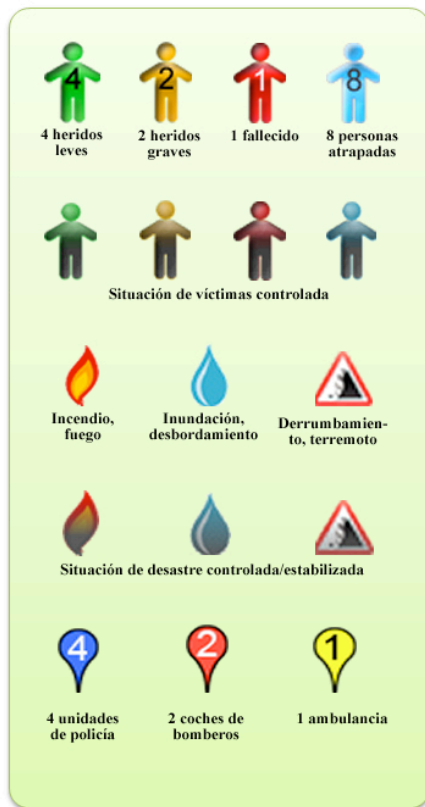 4 2 1 8
4 heridos leves
2 heridos graves
1 fallecido
8 personas atrapadas
Situación de víctimas controlada
Incendio, fuego
Inundación, desbordamiento
Derrumbamien-
to, terremoto
Situación de desastre controlada/estabilizada
4 2 1
4 unidades de policía
2 coches de bomberos
1 ambulancia